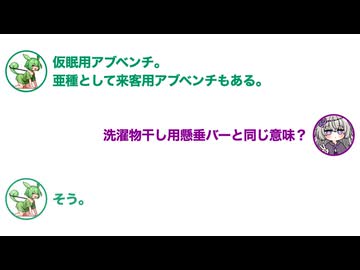 仮眠用アブベンチ。
亜種として来客用アブベンチもある。
洗濯物干し用懸垂バーと同じ意味？
そう。